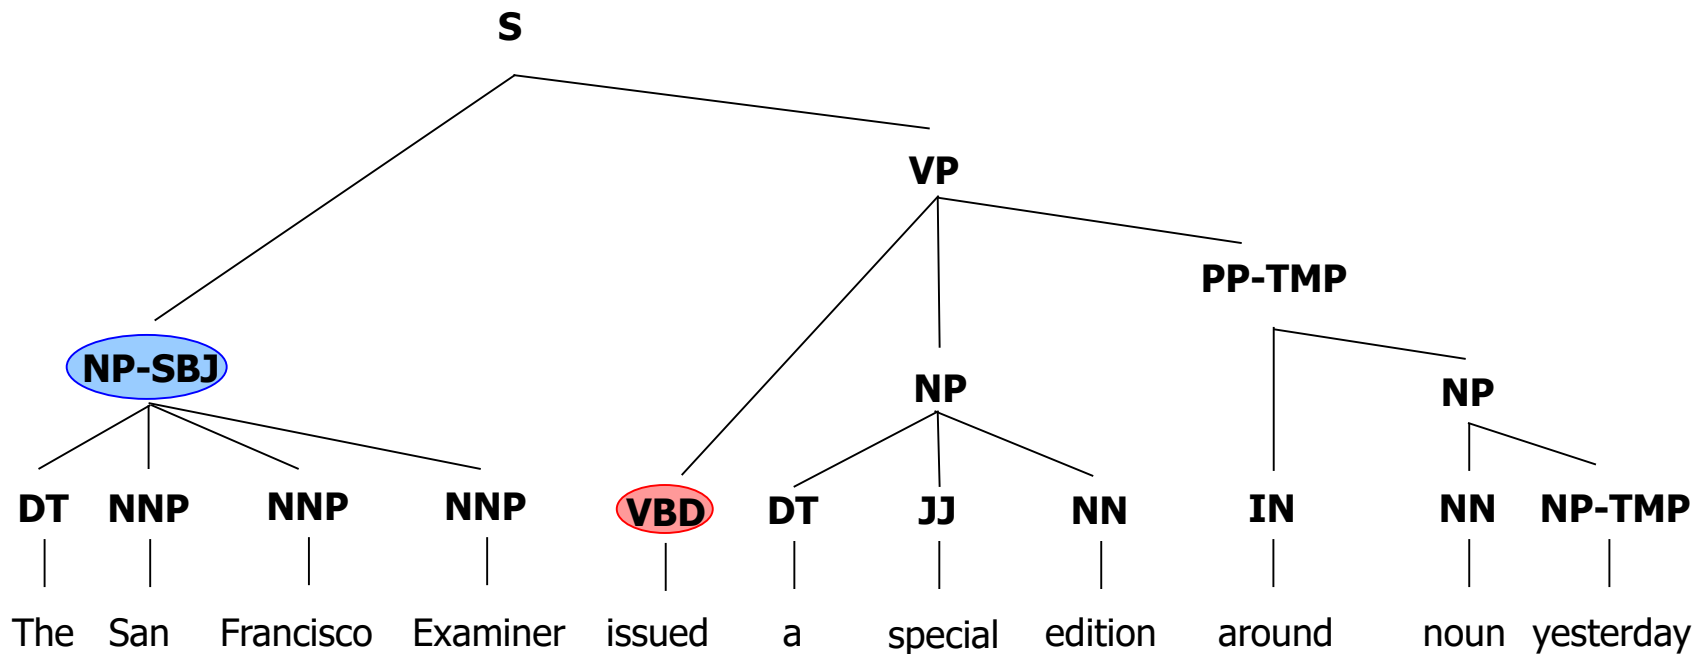 S
VP
PP-TMP
NP-SBJ NP NP
DT NNP NNP NNP VBD DT JJ NN IN NN NP-TMP
The San Francisco Examiner issued a special edition around noun yesterday